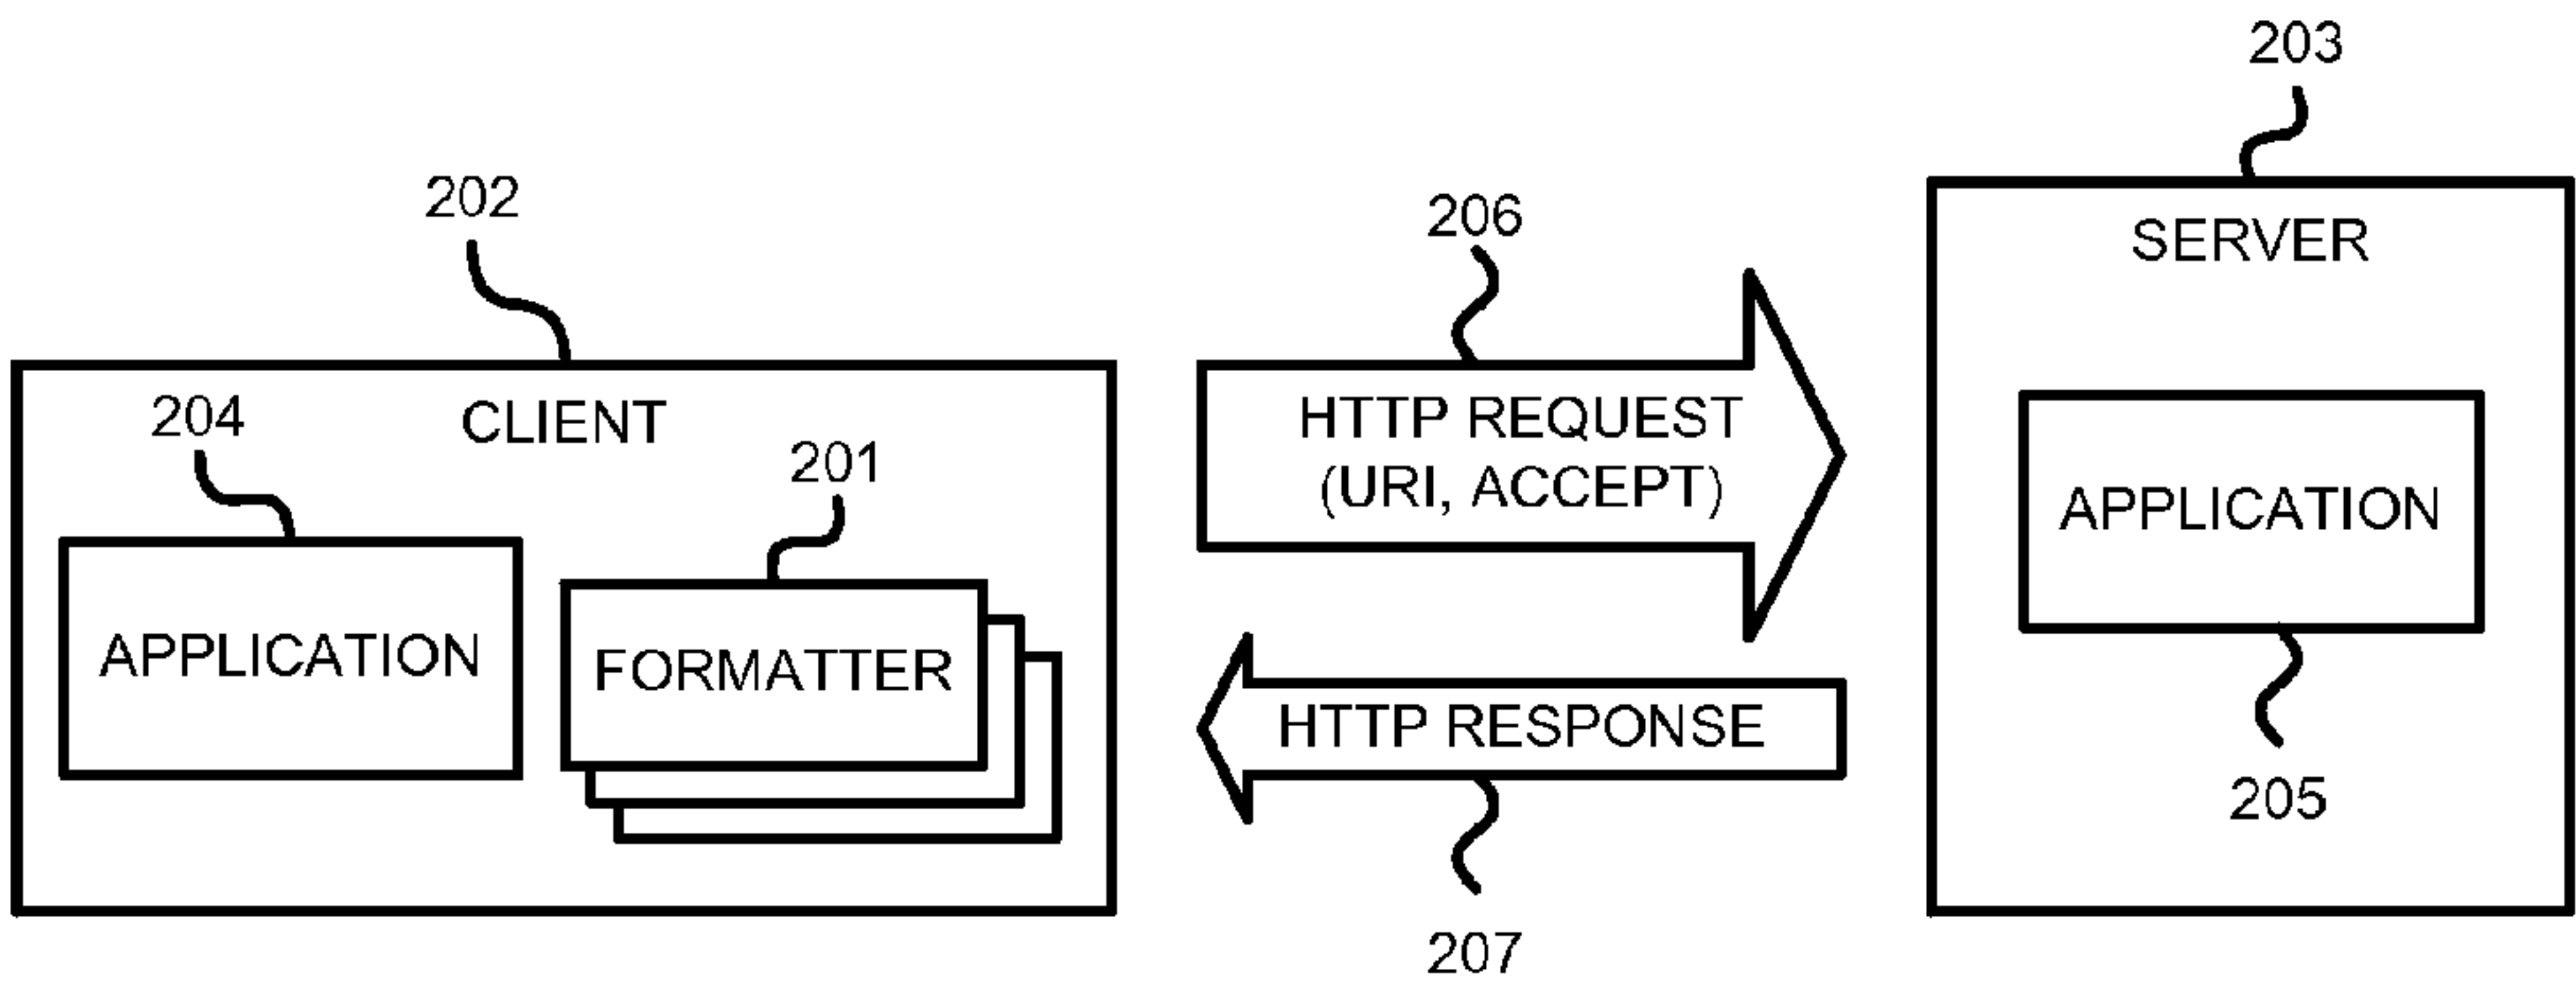 203
202
206
SERVER
204
CLIENT
201
HTTP REQUEST
(URI, ACCEPT)
APPLICATION
APPLICATION
FORMATTER
HTTP RESPONSE
205
207